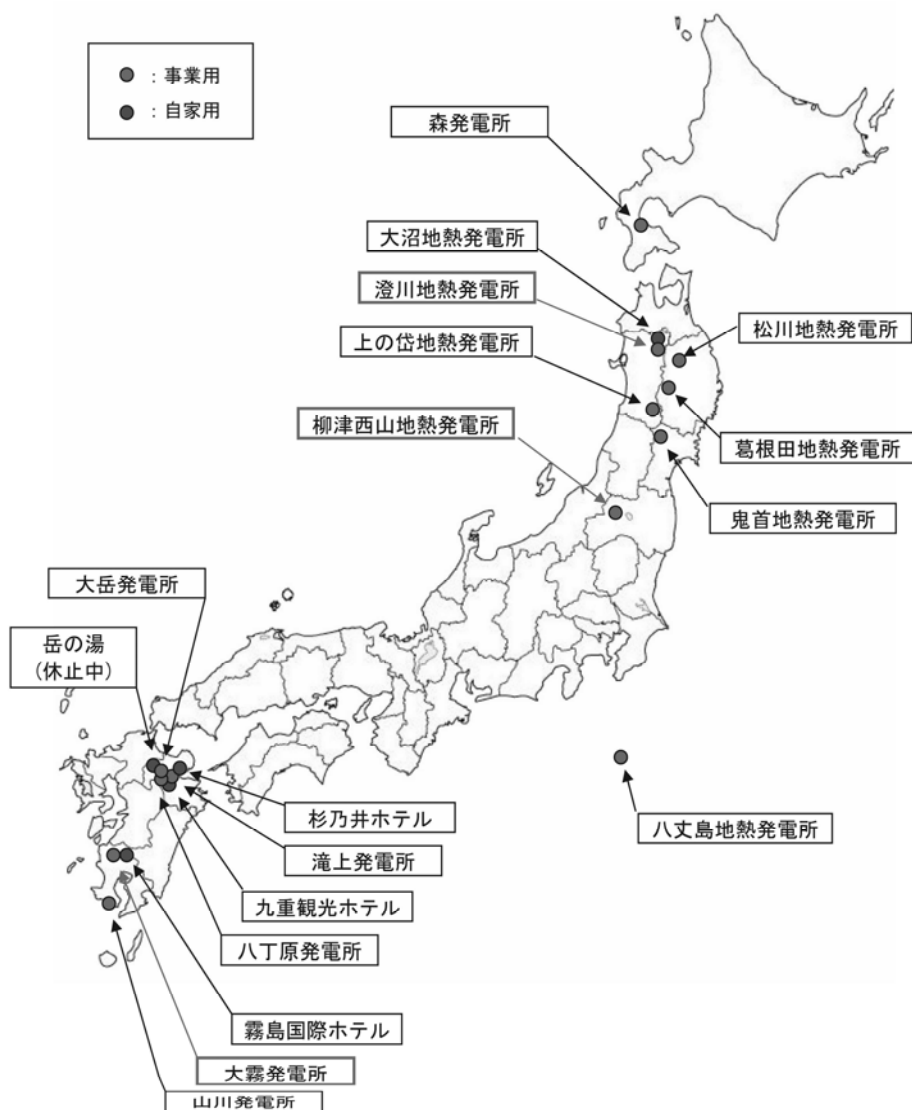 ：事業用
：自家用
森発電所
大沼地熱発電所
澄川地熱発電所
上の岱地熱発電所
松川地熱発電所
柳津西山地熱発電所
葛根田地熱発電所
鬼首地熱発電所
大岳発電所
岳の湯
（休止中）
杉乃井ホテル
八丈島地熱発電所
滝上発電所
九重観光ホテル
八丁原発電所
霧島国際ホテル
大霧発電所
山川発電所